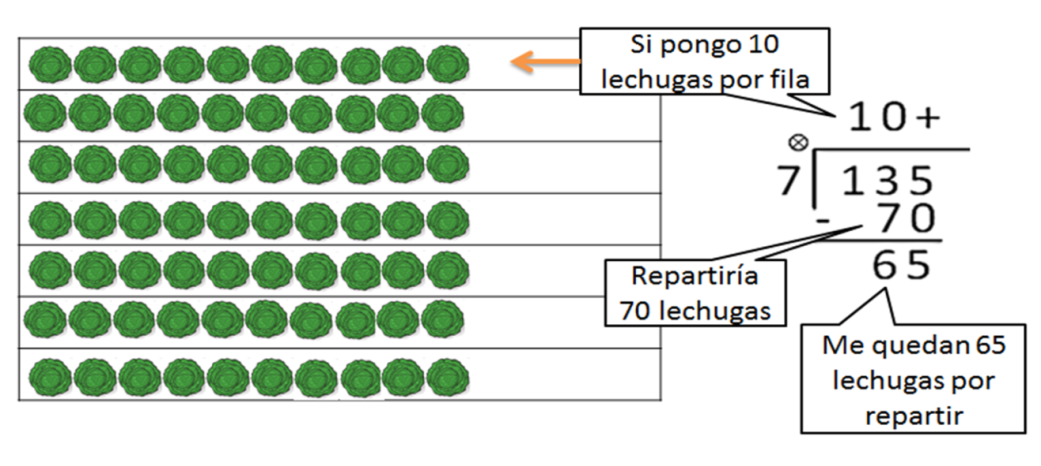 Si pongo 10
lechugas por fila
10+
⊗
7 135
- 70
65
Repartiría
70 lechugas
Me quedan 65
lechugas por
repartir